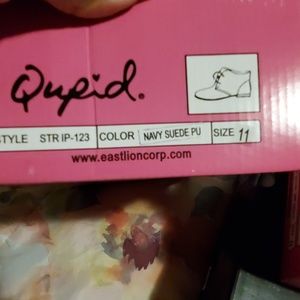 Qupid.
STYLE STRIP-123 COLOR NAVY SUEDE PU SIZE 11
www.eastlioncorp.com